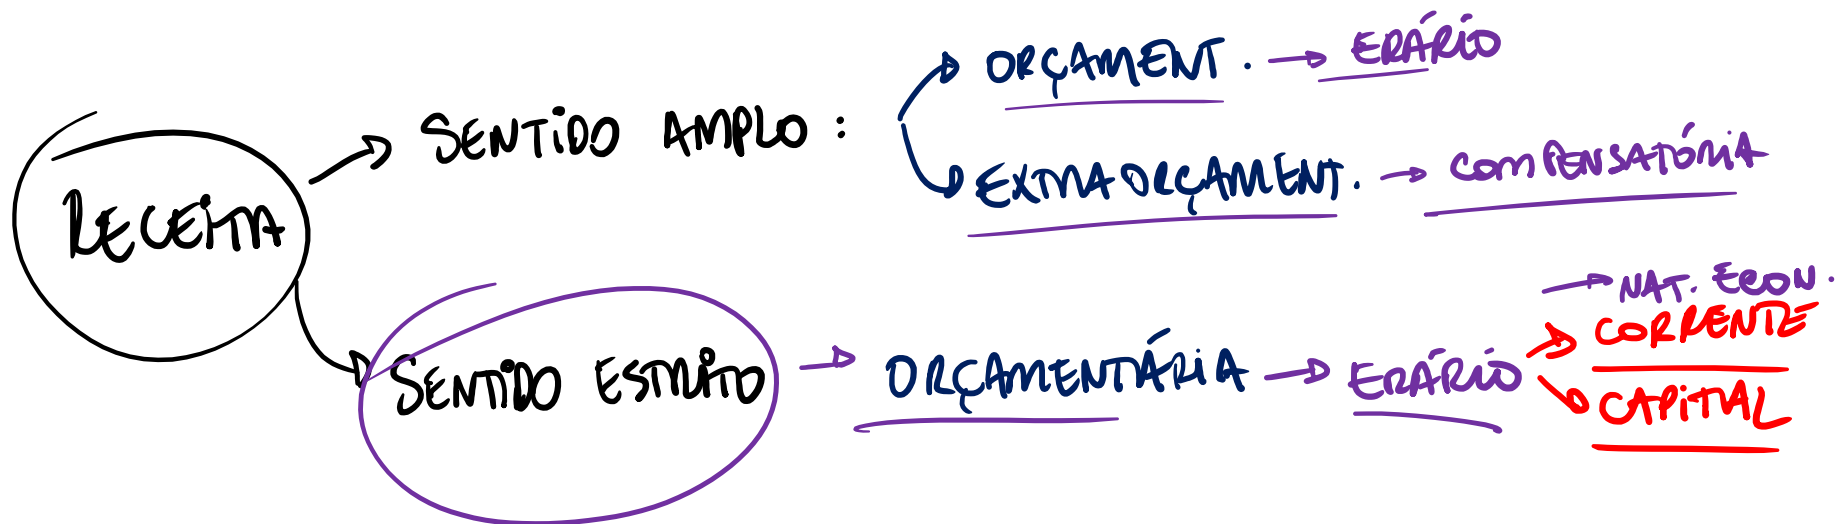 RECEITA
SENTIDO AMPLO:
ORÇAMENT. → ERÁRIO
EXTRAORÇAMENT. → COMPENSATÓRIA
SENTIDO ESTRITO → ORÇAMENTÁRIA → ERÁRIO
→ NAT. ECON.
CORRENTE
CAPITAL